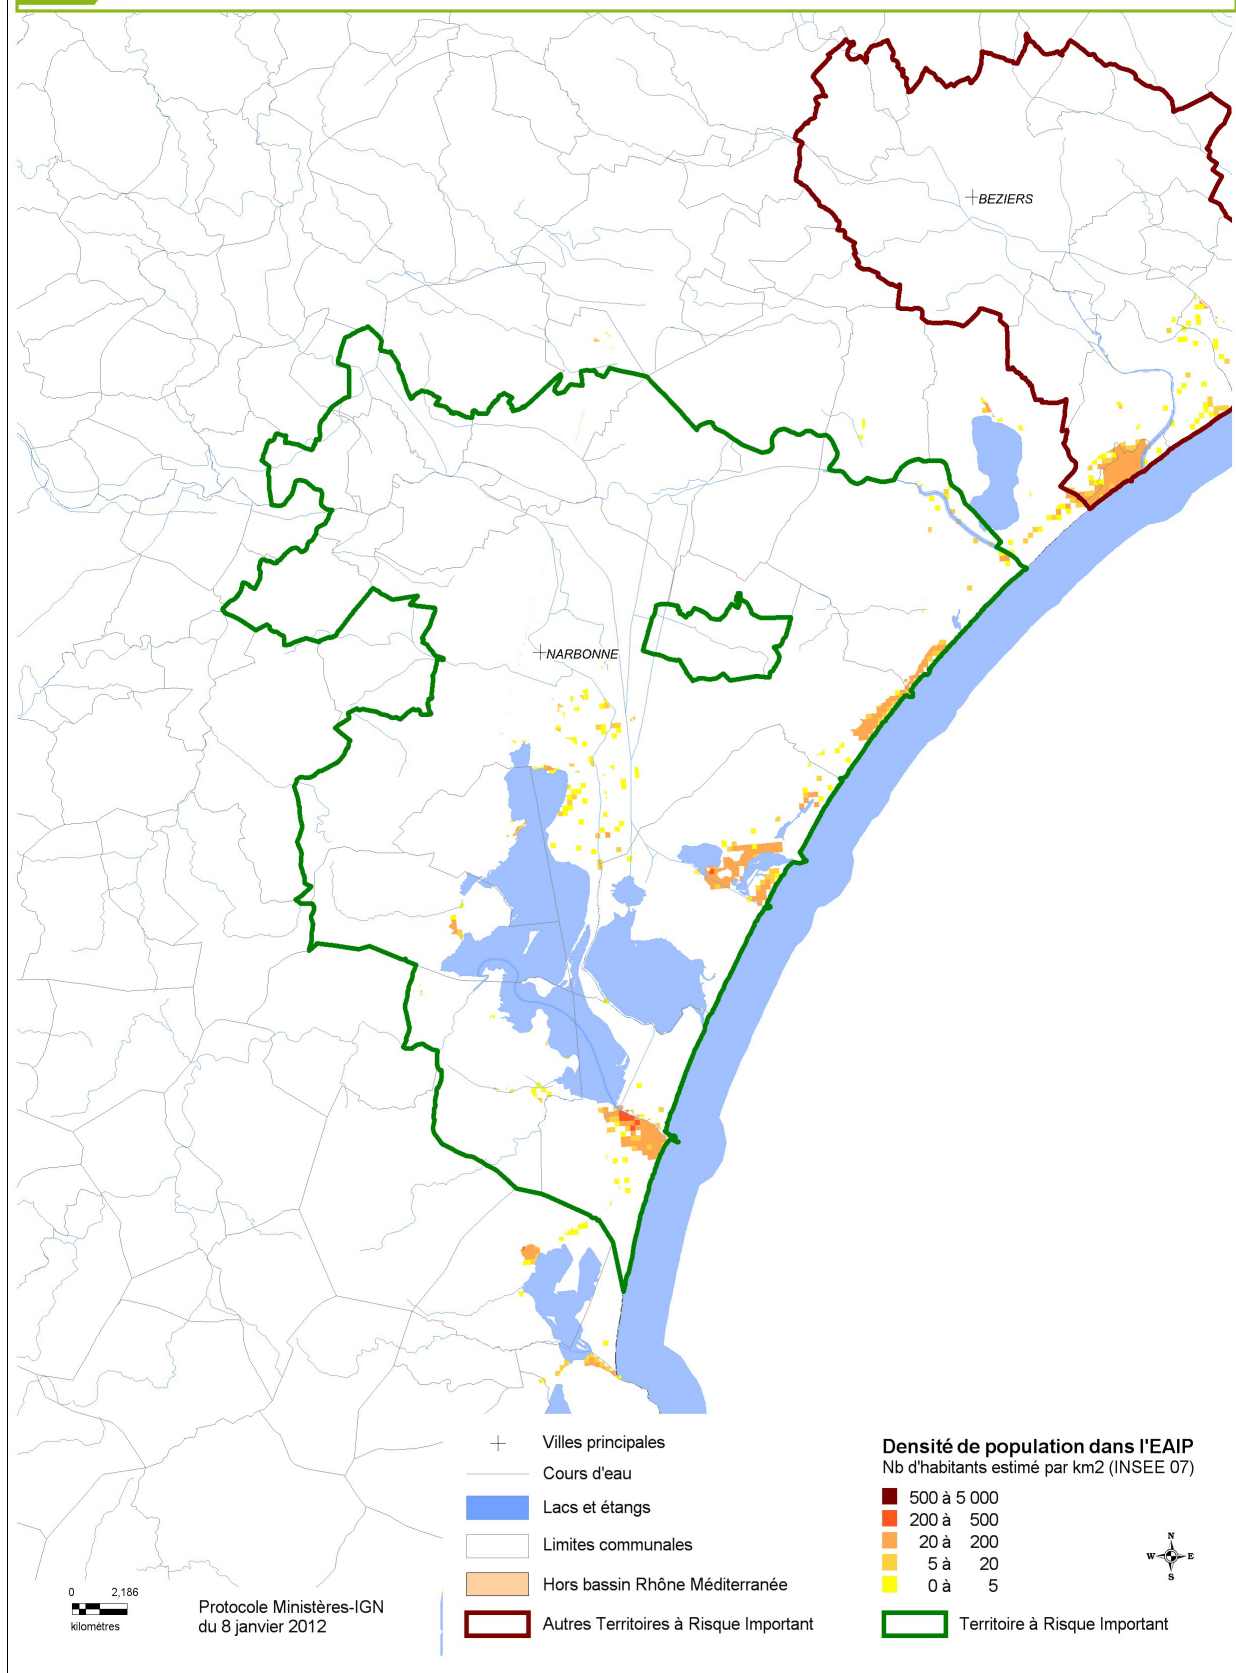 BEZIERS
NARBONNE
Villes principales
Cours d'eau
Lacs et étangs
Limites communales
Hors bassin Rhône Méditerranée
Autres Territoires à Risque Important
Densité de population dans l'EAIP
Nb d'habitants estimé par km2 (INSEE 07)
500 à 5 000
200 à 500
20 à 200
5 à 20
0 à 5
Territoire à Risque Important
N
W E
S
0 2,186
kilomètres
Protocole Ministères-IGN
du 8 janvier 2012